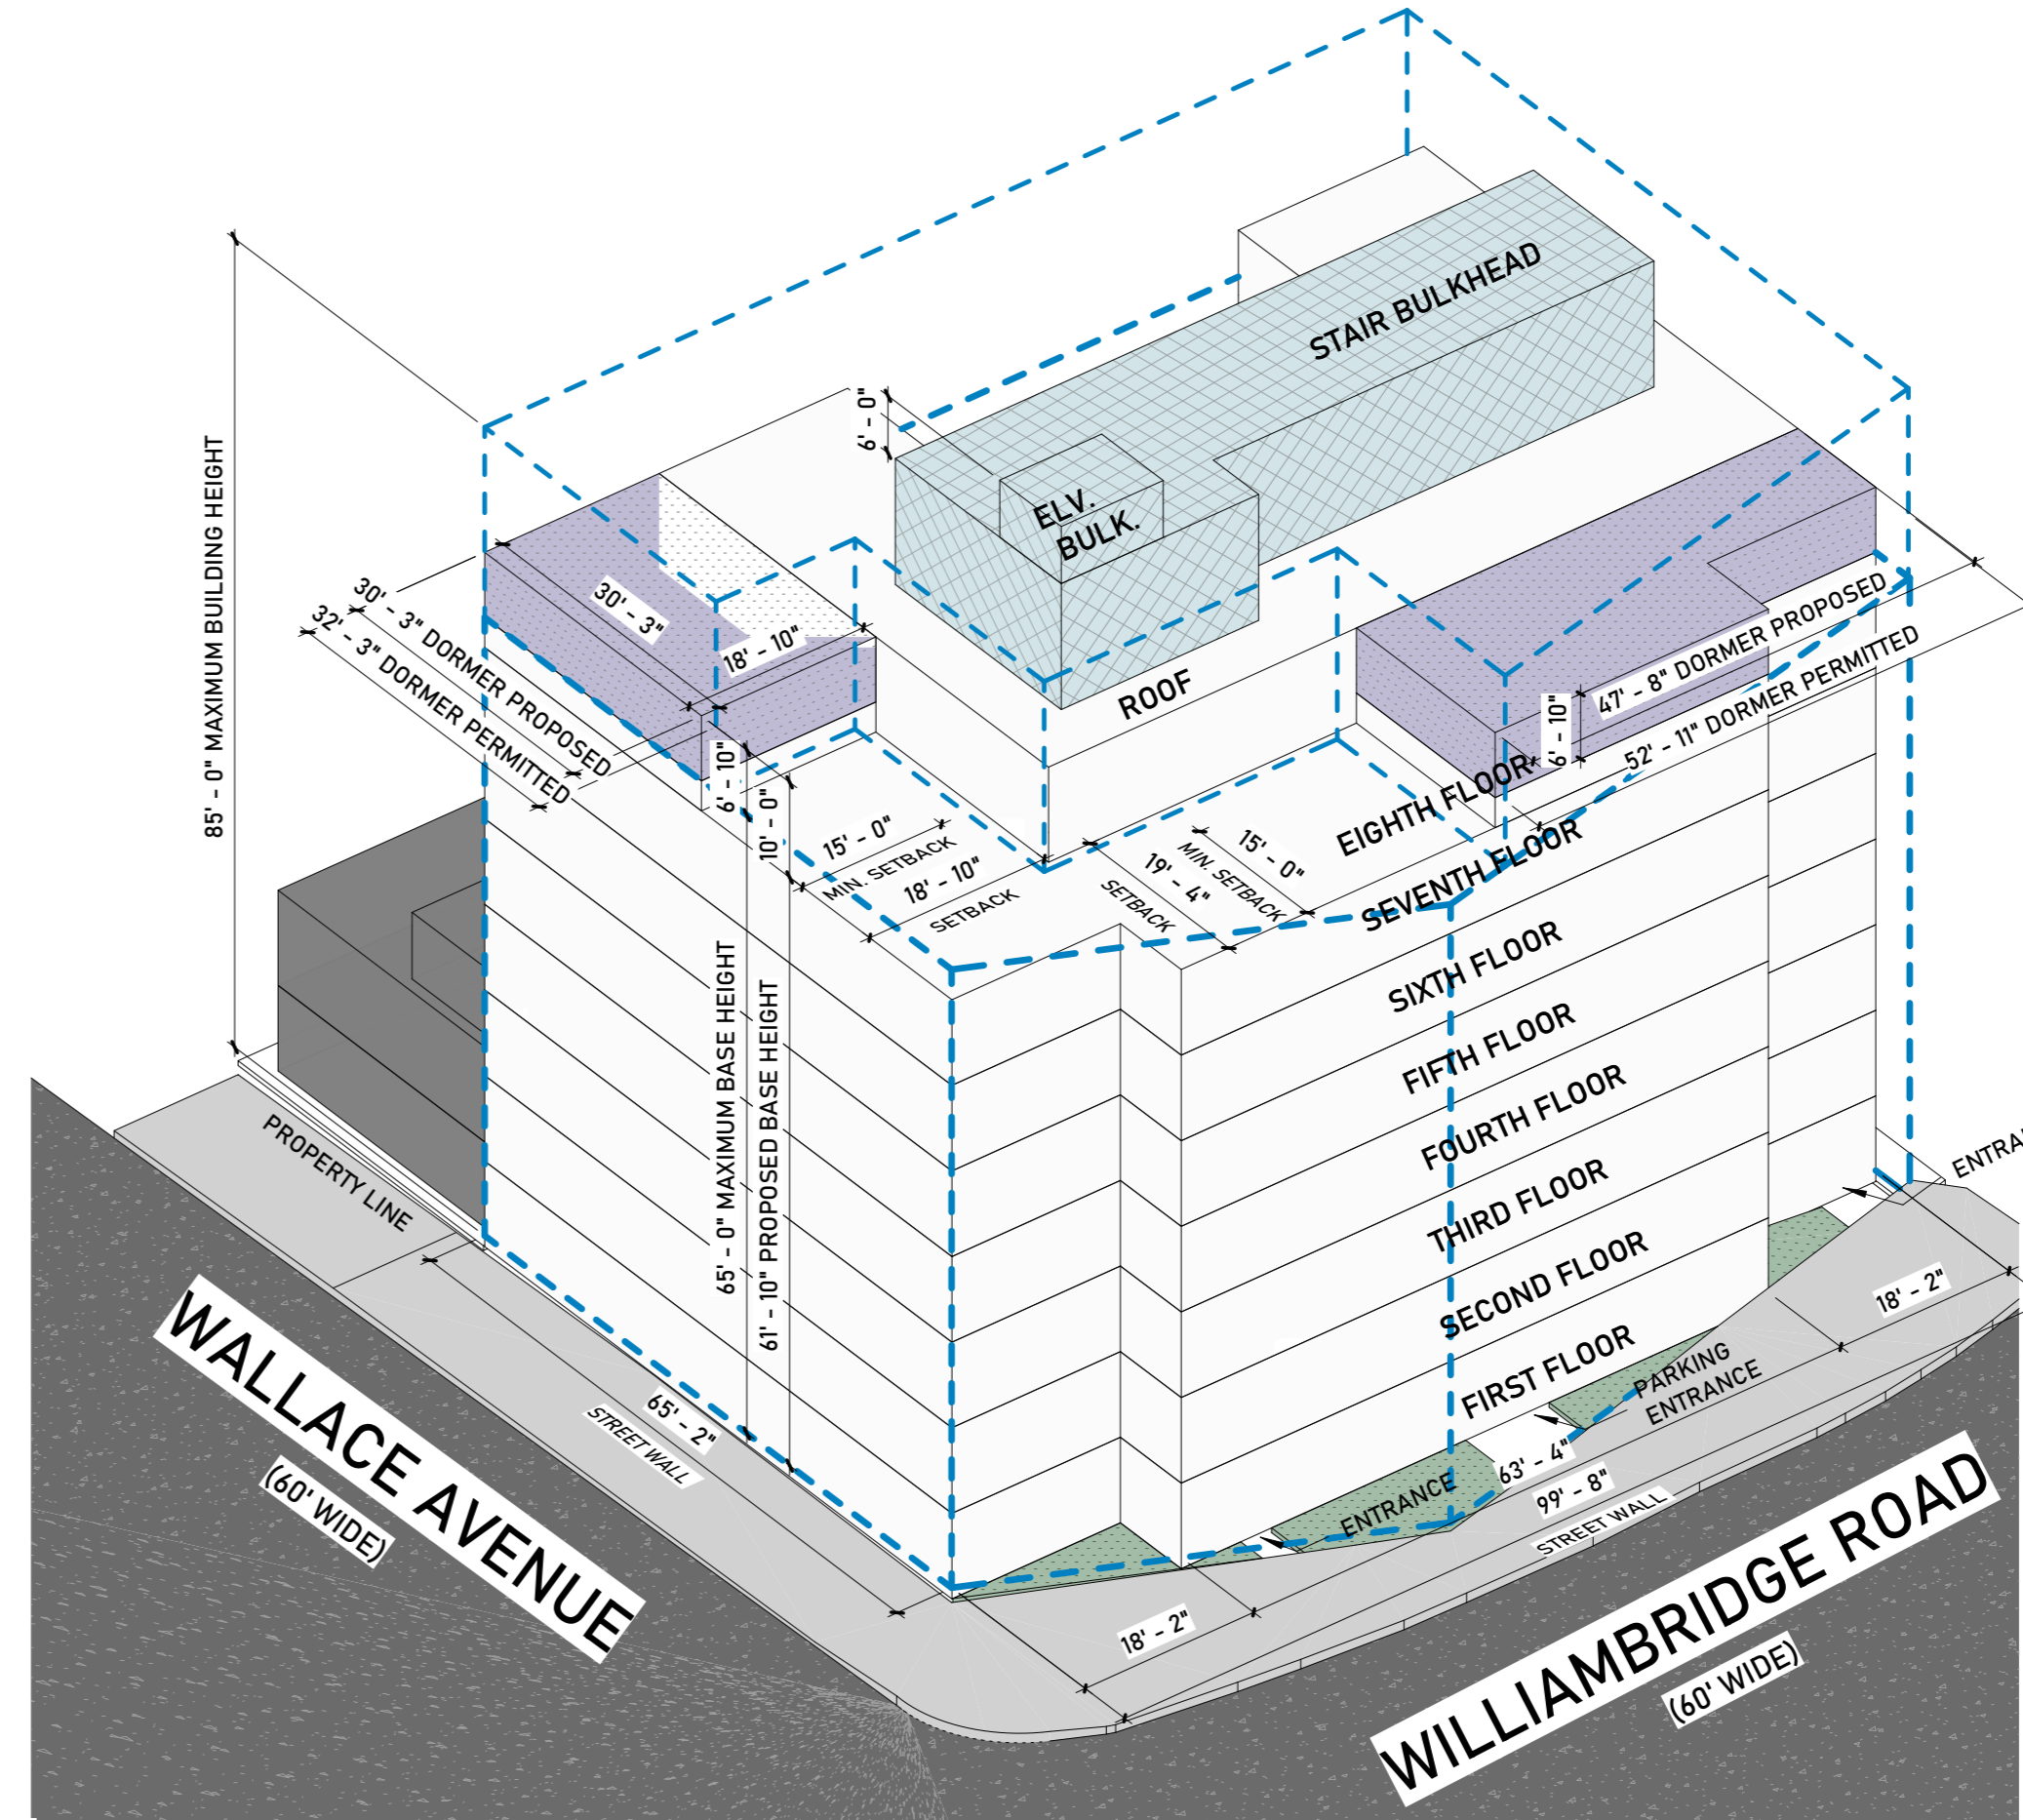 STAIR BULKHEAD
6' - 0"
ELV.
BULK.
85' - 0" MAXIMUM BUILDING HEIGHT
30' - 3" DORMER PROPOSED
32' - 3" DORMER PERMITTED
30' - 3"
18' - 10"
ROOF
47' - 8" DORMER PROPOSED
52' - 11" DORMER PERMITTED
6' - 10"
6' - 10"
10' - 0"
15' - 0"
MIN. SETBACK
18' - 10"
SETBACK
15' - 0"
MIN. SETBACK
19' - 4"
SETBACK
EIGHTH FLOOR
SEVENTH FLOOR
SIXTH FLOOR
FIFTH FLOOR
FOURTH FLOOR
THIRD FLOOR
SECOND FLOOR
FIRST FLOOR
65' - 0" MAXIMUM BASE HEIGHT
61' - 10" PROPOSED BASE HEIGHT
PROPERTY LINE
ENTRA
18' - 2"
PARKING
ENTRANCE
65' - 2"
STREET WALL
63' - 4"
99' - 8"
STREET WALL
ENTRANCE
18' - 2"
WALLACE AVENUE
(60' WIDE)
WILLIAMBRIDGE ROAD
(60' WIDE)